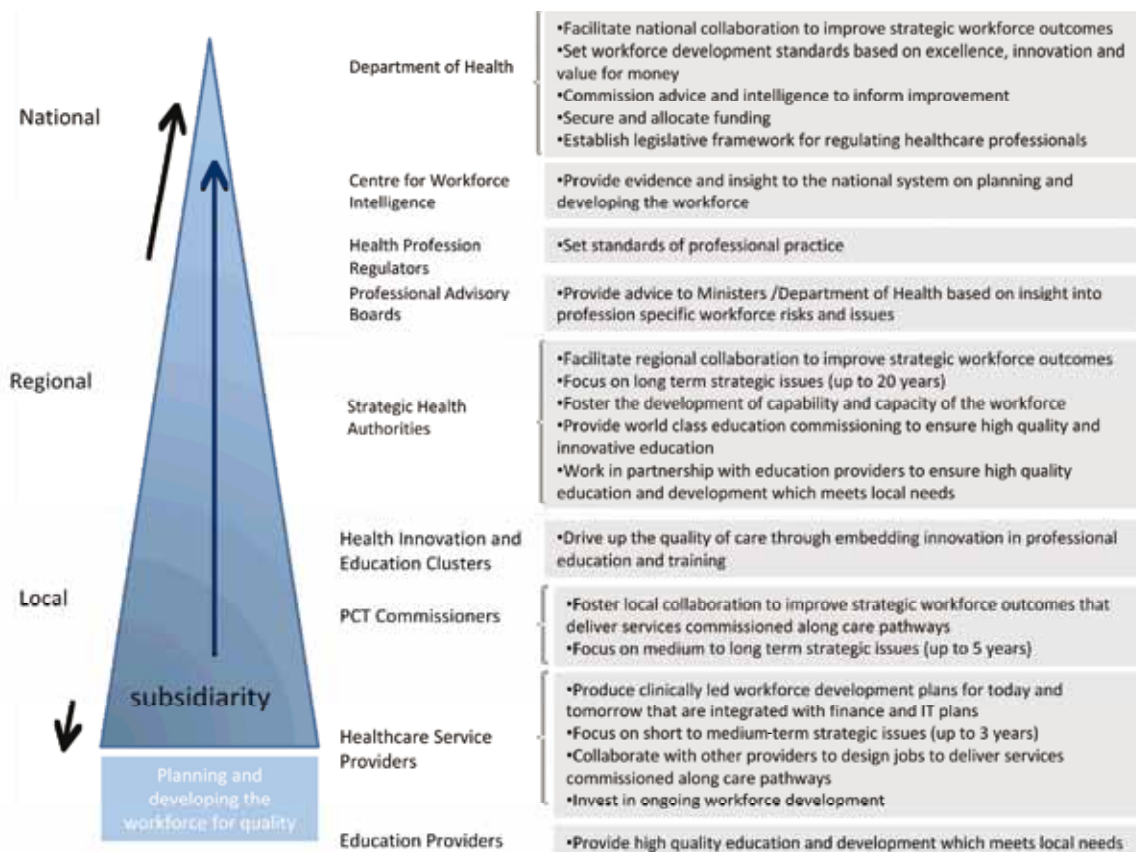 National
Regional
Local
subsidiarity
Planning and
developing the
workforce for quality
Department of Health
•Facilitate national collaboration to improve strategic workforce outcomes
•Set workforce development standards based on excellence, innovation and
value for money
•Commission advice and intelligence to inform improvement
•Secure and allocate funding
•Establish legislative framework for regulating healthcare professionals
Centre for Workforce
Intelligence
•Provide evidence and insight to the national system on planning and
developing the workforce
Health Profession
Regulators
•Set standards of professional practice
Professional Advisory
Boards
•Provide advice to Ministers /Department of Health based on insight into
profession specific workforce risks and issues
Strategic Health
Authorities
•Facilitate regional collaboration to improve strategic workforce outcomes
•Focus on long term strategic issues (up to 20 years)
•Foster the development of capability and capacity of the workforce
•Provide world class education commissioning to ensure high quality and
innovative education
•Work in partnership with education providers to ensure high quality
education and development which meets local needs
Health Innovation and
Education Clusters
•Drive up the quality of care through embedding innovation in professional
education and training
PCT Commissioners
•Foster local collaboration to improve strategic workforce outcomes that
deliver services commissioned along care pathways
•Focus on medium to long term strategic issues (up to 5 years)
Healthcare Service
Providers
•Produce clinically led workforce development plans for today and
tomorrow that are integrated with finance and IT plans
•Focus on short to medium-term strategic issues (up to 3 years)
•Collaborate with other providers to design jobs to deliver services
commissioned along care pathways
•Invest in ongoing workforce development
Education Providers
•Provide high quality education and development which meets local needs